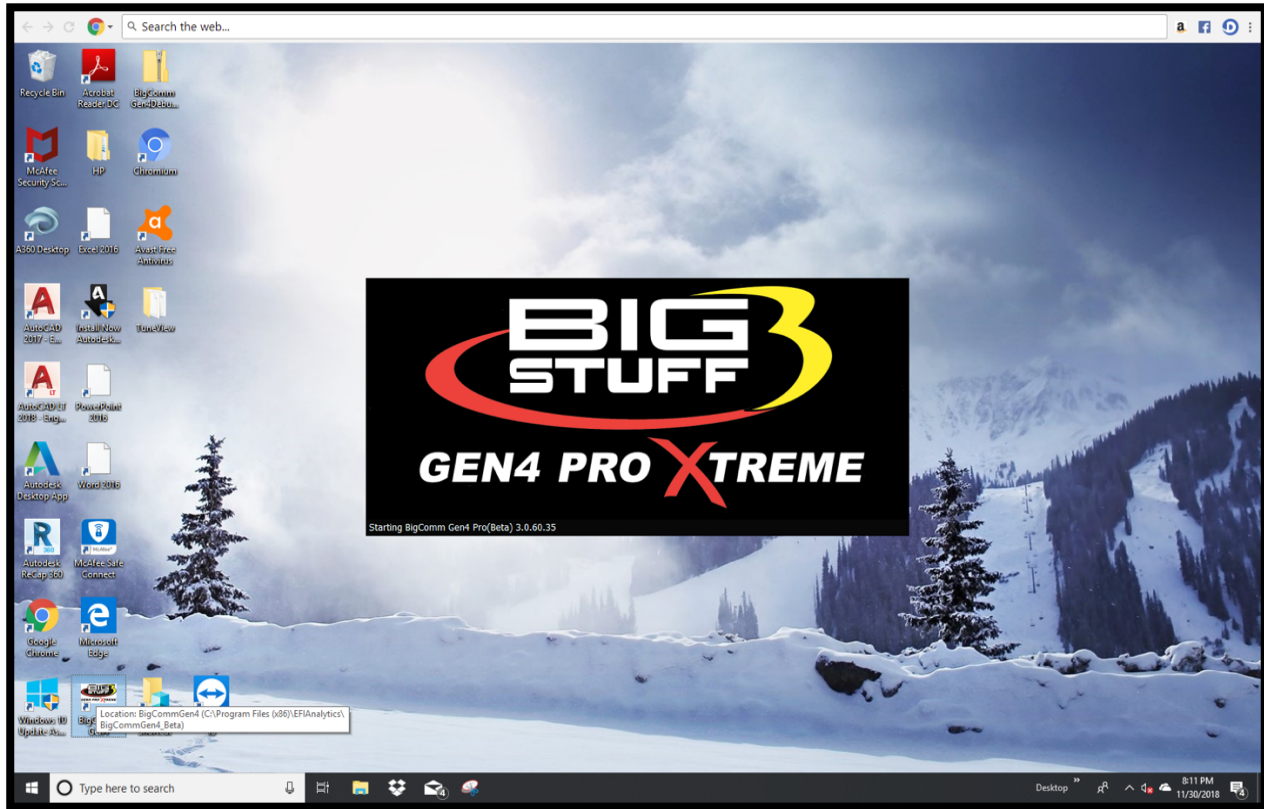 Search the web...
a
Recycle Bin
Acrobat
Reader DC
BigComm
Gen4Debu...
McAfee
Security Sc...
HP
Chromium
A360 Desktop
Excel 2016
Avast Free
Antivirus
AutoCAD
2017 - E...
Install Now
Autodesk...
TuneView
AutoCAD LT
2018 - Eng...
PowerPoint
2016
Autodesk
Desktop App
Word 2016
Autodesk
ReCap 360
McAfee Safe
Connect
Google
Chrome
Microsoft
Edge
Windows 10
Update As...
Location: BigCommGen4 (C:\Program Files (x86)\EFIAnalytics\
BigCommGen4_Beta)
BIG 3
STUFF
GEN4 PRO XTREME
Starting BigComm Gen4 Pro(Beta) 3.0.60.35
Type here to search
4
Desktop
8:11 PM
11/30/2018
4